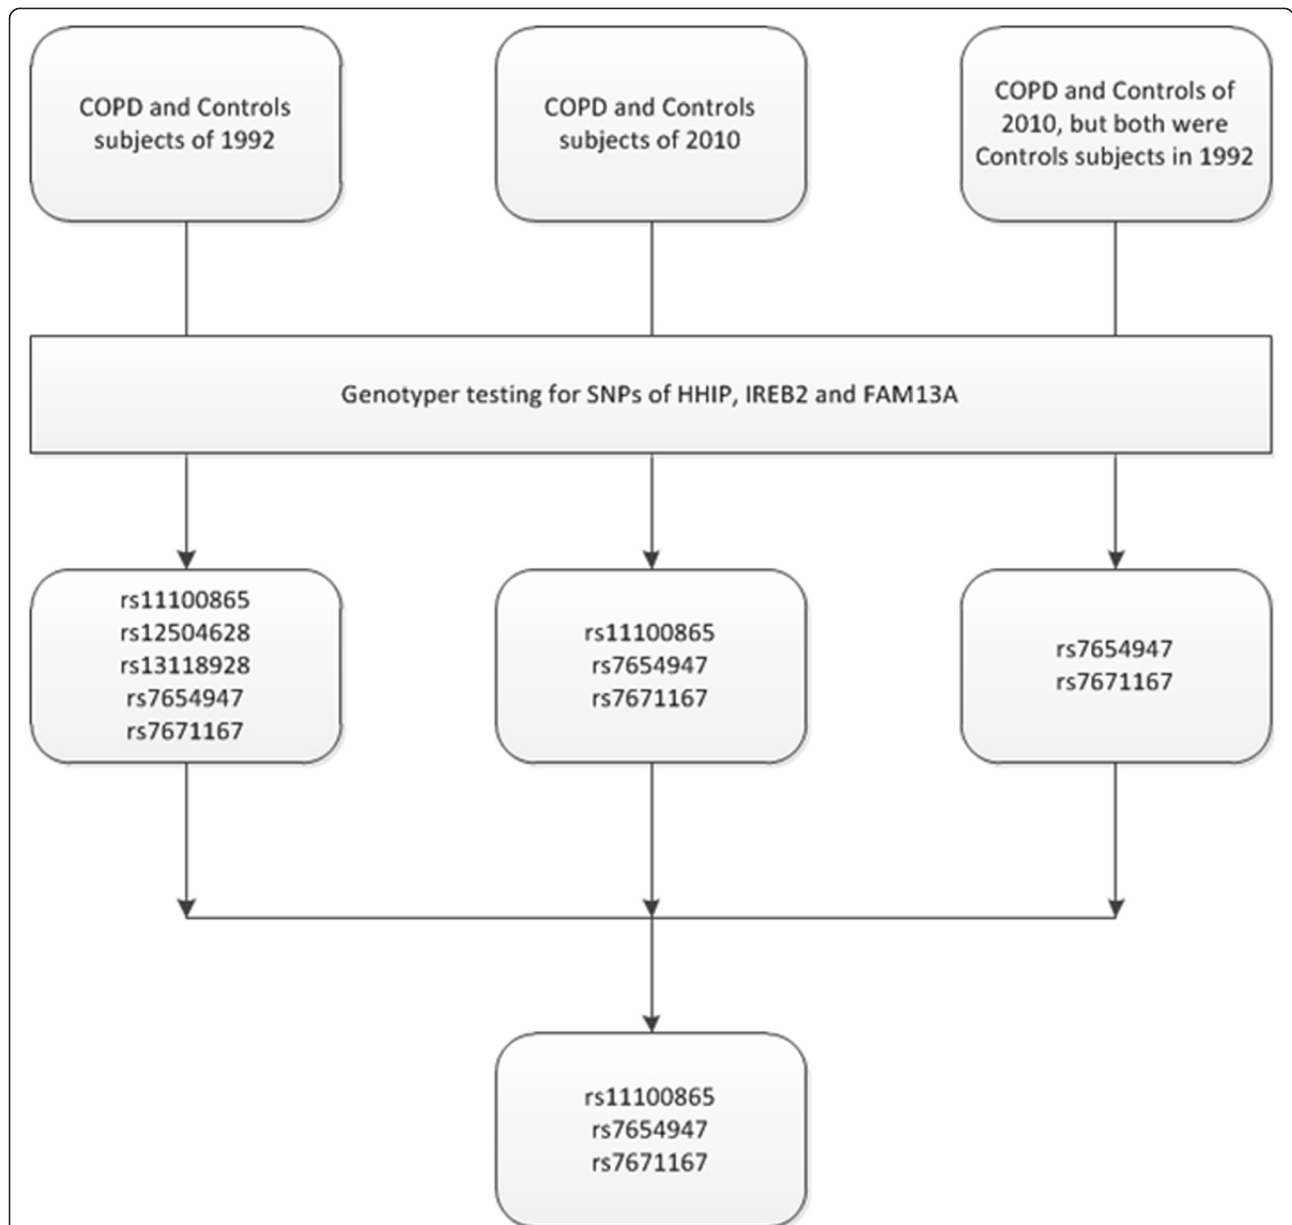 COPD and Controls
subjects of 1992
COPD and Controls
subjects of 2010
COPD and Controls of
2010, but both were
Controls subjects in 1992
Genotyper testing for SNPs of HHIP, IREB2 and FAM13A
rs11100865
rs12504628
rs13118928
rs7654947
rs7671167
rs11100865
rs7654947
rs7671167
rs7654947
rs7671167
rs11100865
rs7654947
rs7671167